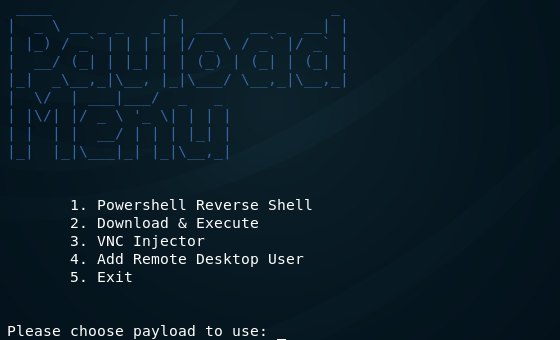 Payload
Menu
1. Powershell Reverse Shell
2. Download & Execute
3. VNC Injector
4. Add Remote Desktop User
5. Exit
Please choose payload to use: